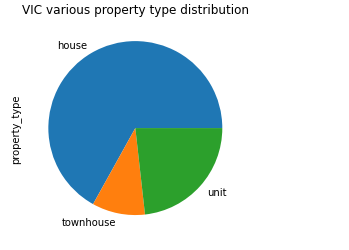 VIC various property type distribution
house
property_type
unit
townhouse